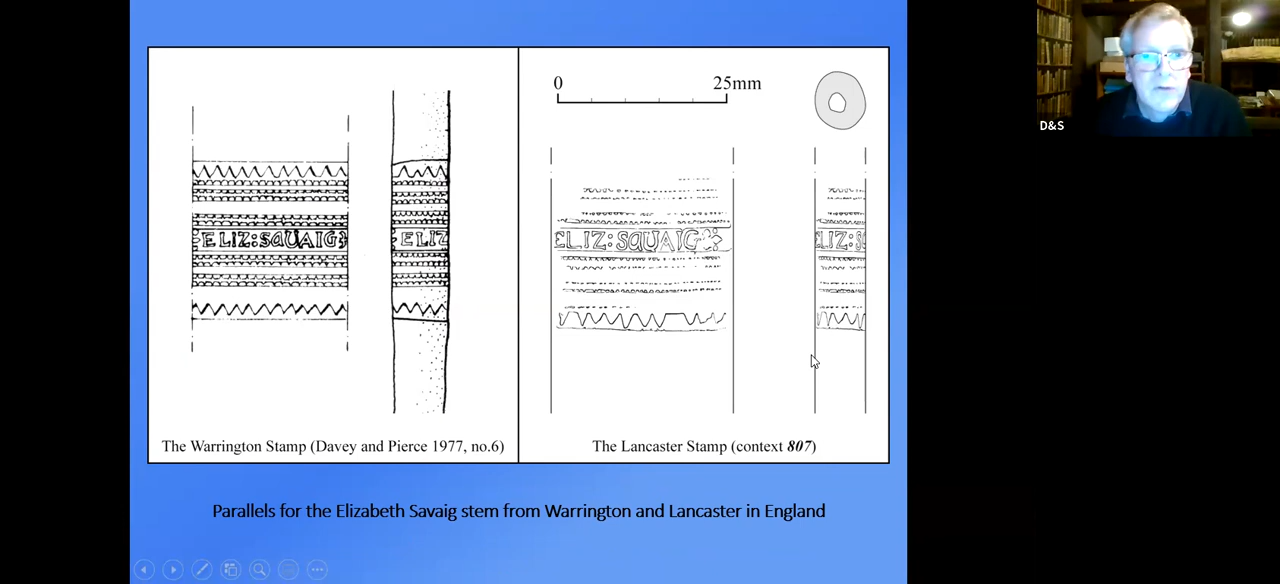 0 25mm
D&S
ELIZ:SQUAIG
ELIZ
ELIZ:SQUAIG
ELIZ:S
The Warrington Stamp (Davey and Pierce 1977, no.6)
The Lancaster Stamp (context 807)
Parallels for the Elizabeth Savaig stem from Warrington and Lancaster in England